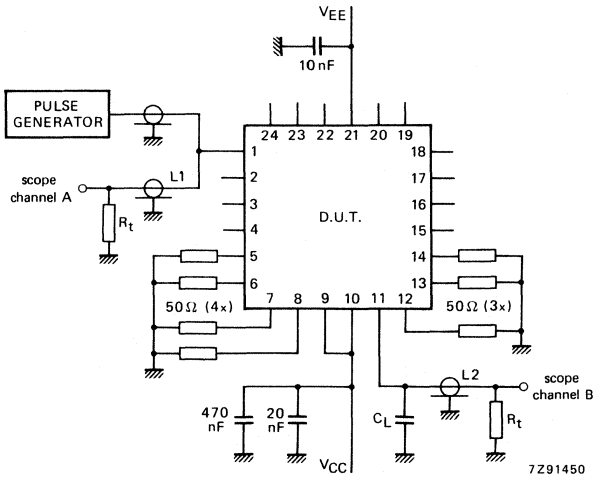 VEE
10 nF
PULSE
GENERATOR
24 23 22 21 20 19
1
2
3
4
5
6
18
17
16
15
14
13
L1
scope
channel A
Rt
D.U.T.
50Ω (4x)
7 8 9 10 11 12
50Ω (3x)
470
nF
20
nF
CL
L2
scope
channel B
Rt
VCC
7Z91450